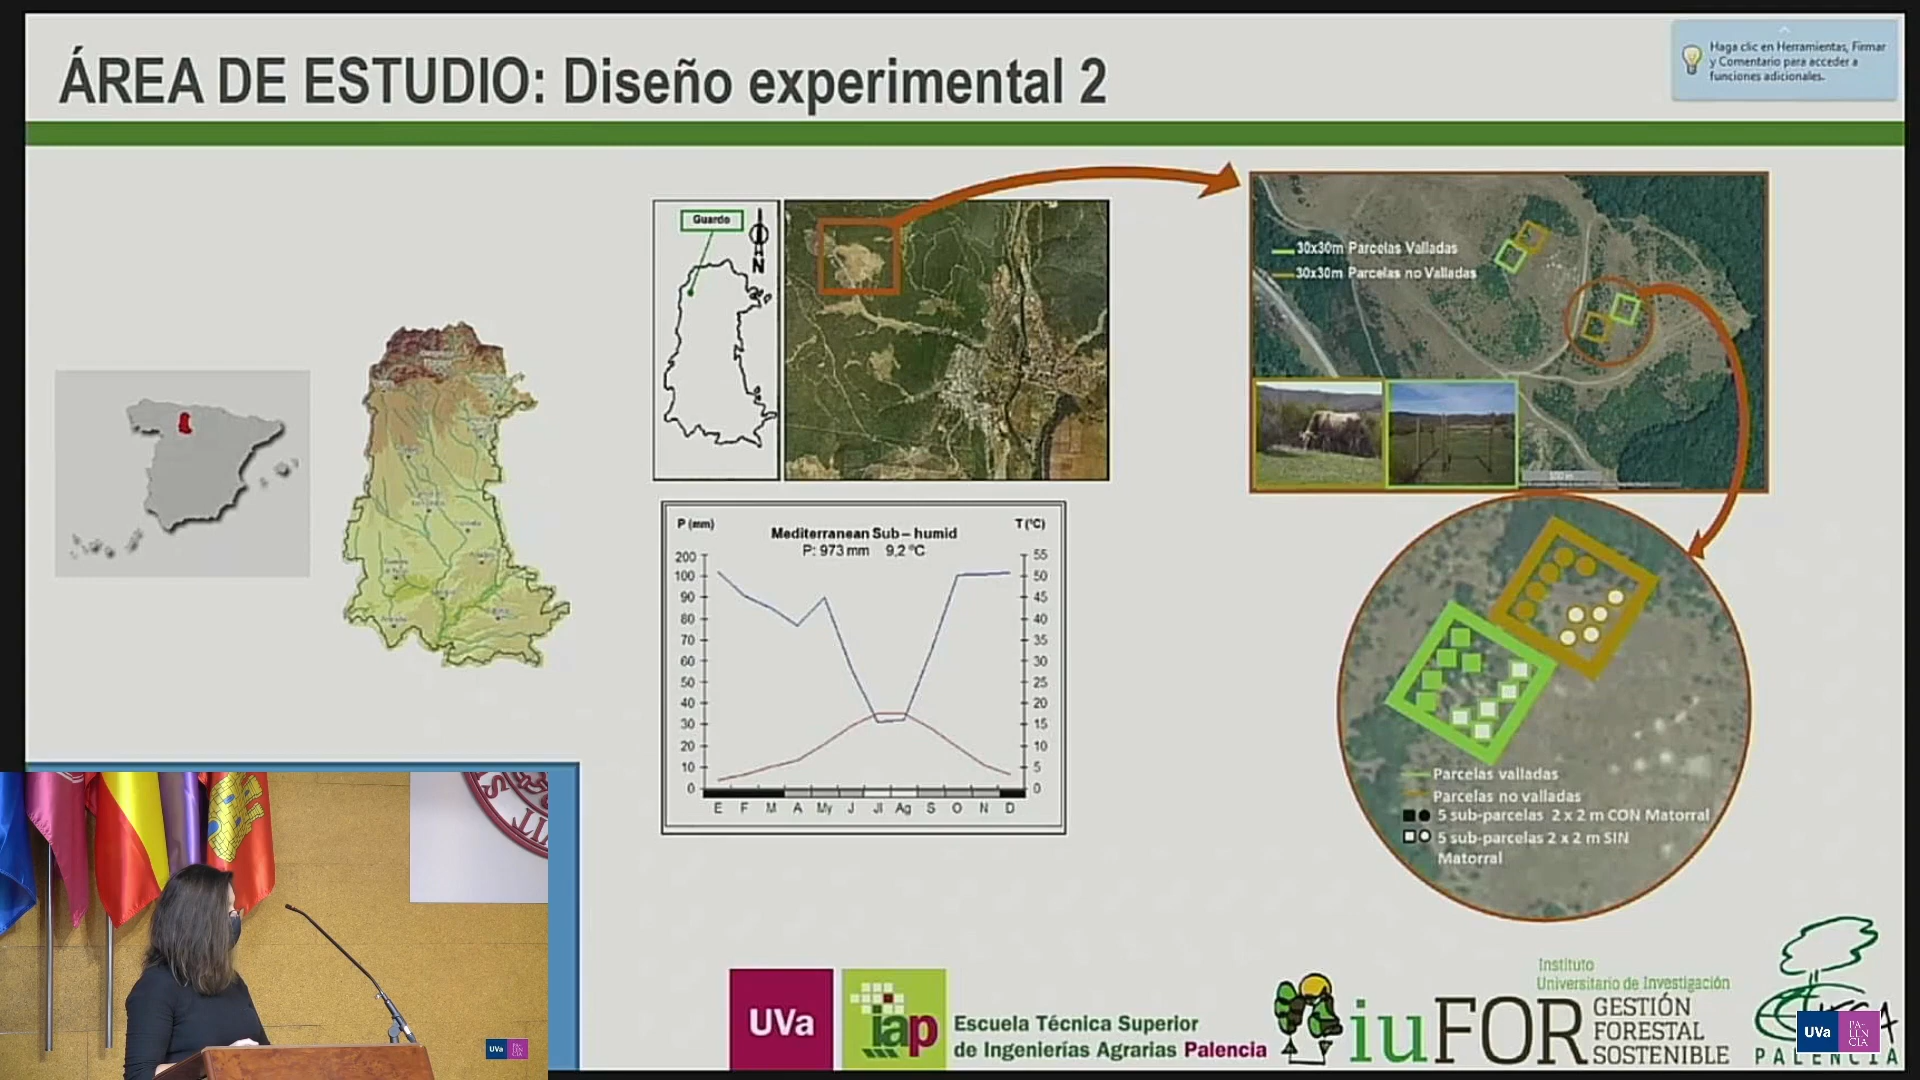 ÁREA DE ESTUDIO: Diseño experimental 2
Haga clic en Herramientas, Firmar
y Comentario para acceder a
funciones adicionales.
Guardo
N
30x30m Parcelas Valladas
30x30m Parcelas no Valladas
P (mm)
T (ºC)
Mediterranean Sub – humid
P: 973 mm 9,2 ºC
200
100
90
80
70
60
50
40
30
20
10
0
55
50
45
40
35
30
25
20
15
10
5
0
E F M A My J Jl Ag S O N D
Parcelas valladas
Parcelas no valladas
5 sub-parcelas 2 x 2 m CON Matorral
5 sub-parcelas 2 x 2 m SIN
Matorral
UVa
iap
Escuela Técnica Superior
de Ingenierías Agrarias Palencia
Instituto
Universitario de Investigación
iuFOR
GESTIÓN
FORESTAL
SOSTENIBLE
PALENCIA
UVa
PA-
LEN
CIA
UVa
PA-
LEN
CIA